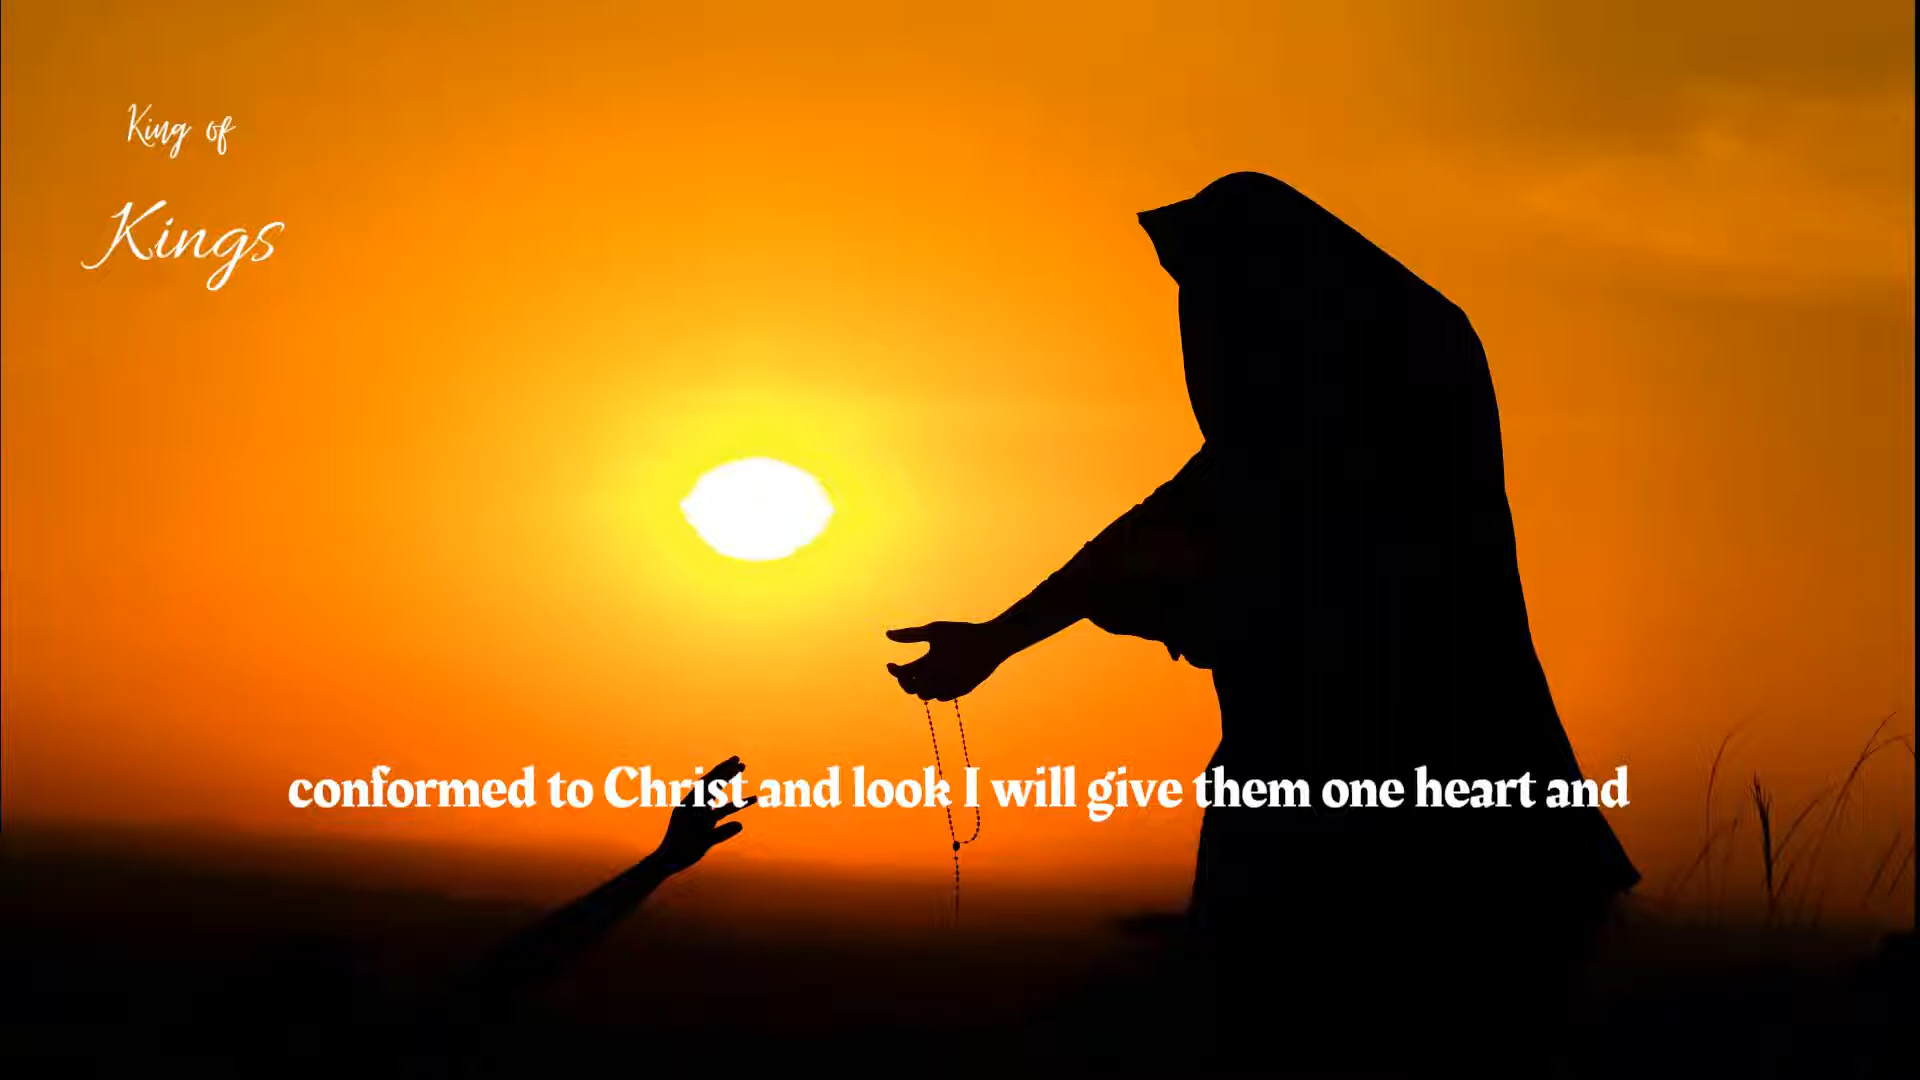 King of
Kings
conformed to Christ and look I will give them one heart and